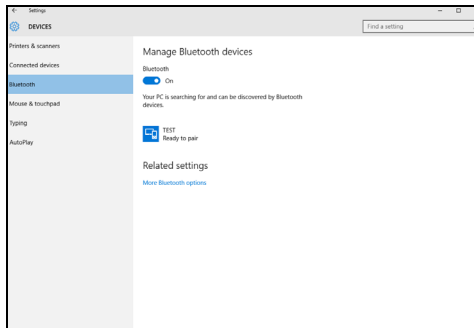 Settings
DEVICES
Find a setting
Printers & scanners
Connected devices
Bluetooth
Mouse & touchpad
Typing
AutoPlay
Manage Bluetooth devices
Bluetooth
On
Your PC is searching for and can be discovered by Bluetooth
devices.
TEST
Ready to pair
Related settings
More Bluetooth options